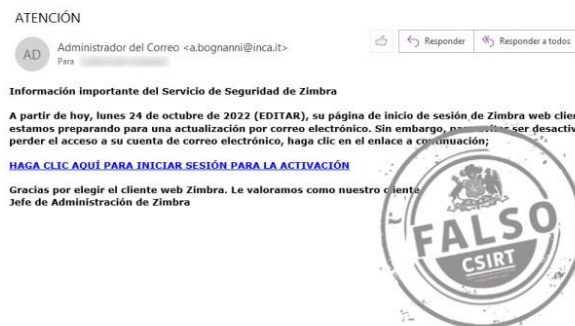 ATENCIÓN
AD
Administrador del Correo <a.bognanni@inca.it>
Para
Responder
Responder a todos
Información importante del Servicio de Seguridad de Zimbra
A partir de hoy, lunes 24 de octubre de 2022 (EDITAR), su página de inicio de sesión de Zimbra web clien
estamos preparando para una actualización por correo electrónico. Sin embargo, para evitar ser desactiv
perder el acceso a su cuenta de correo electrónico, haga clic en el enlace a continuación;
HAGA CLIC AQUÍ PARA INICIAR SESIÓN PARA LA ACTIVACIÓN
Gracias por elegir el cliente web Zimbra. Le valoramos como nuestro cliente
Jefe de Administración de Zimbra
FALSO
CSIRT